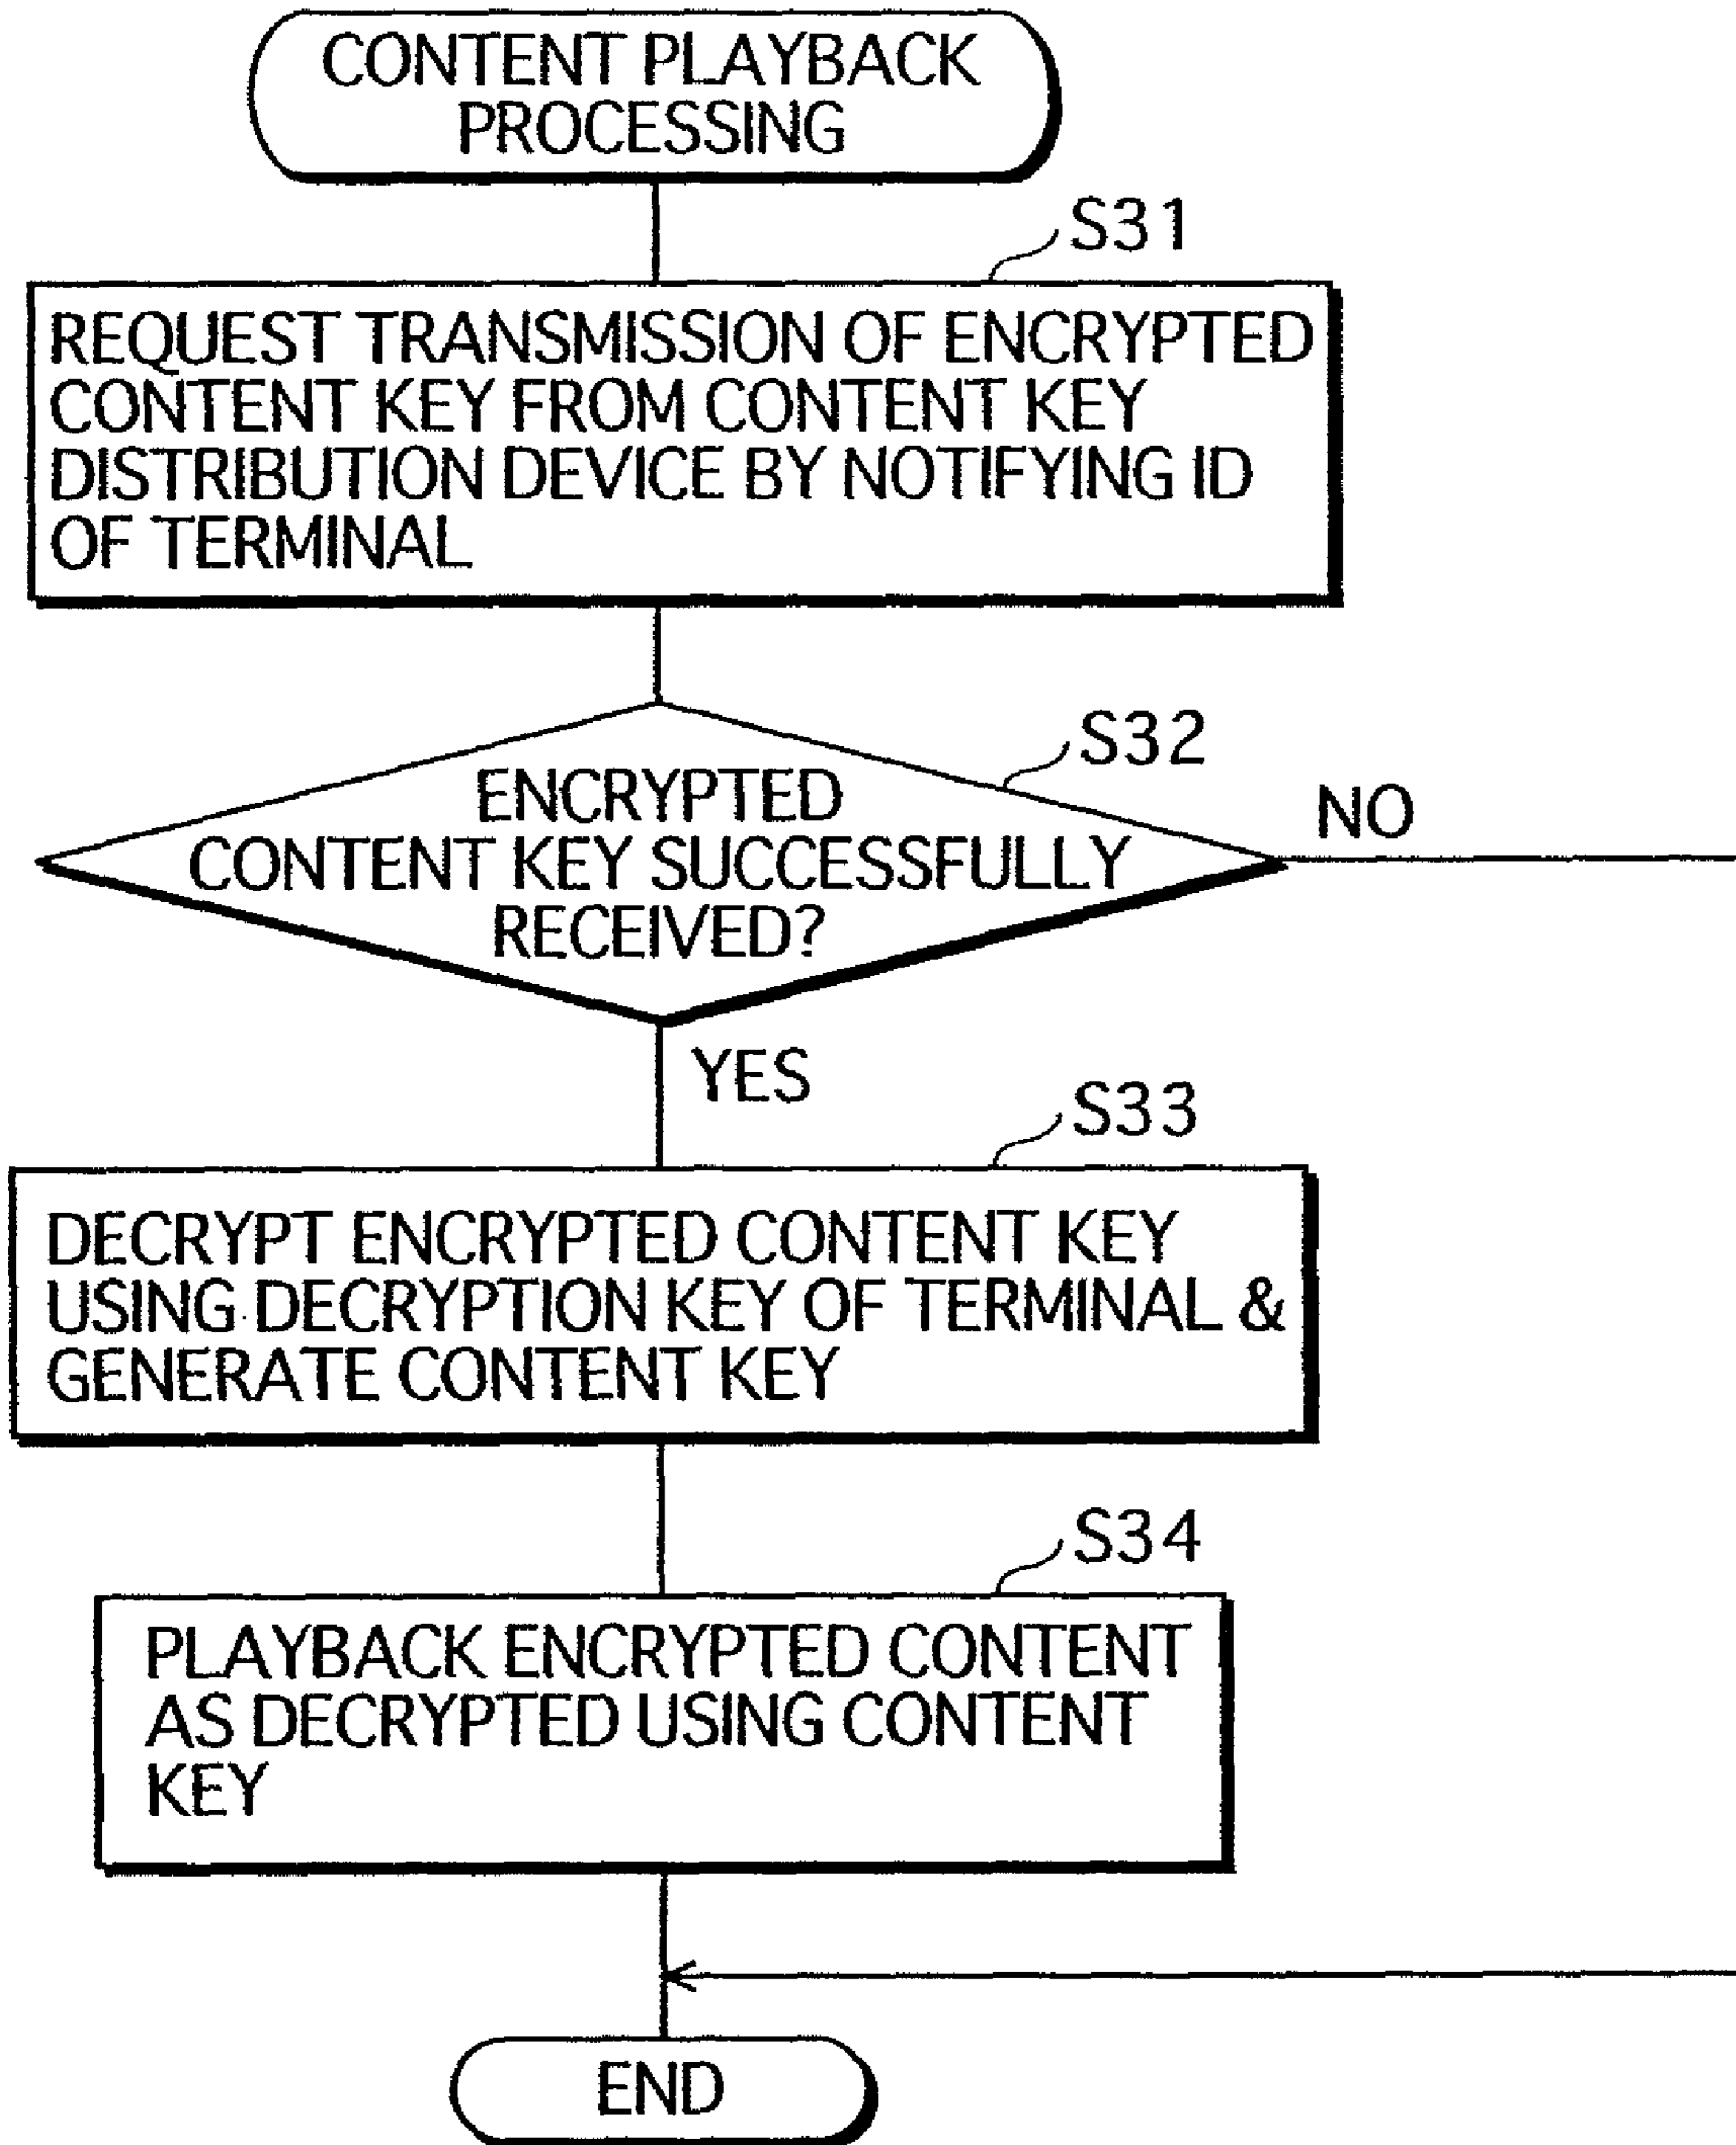 CONTENT PLAYBACK
PROCESSING
S31
REQUEST TRANSMISSION OF ENCRYPTED
CONTENT KEY FROM CONTENT KEY
DISTRIBUTION DEVICE BY NOTIFYING ID
OF TERMINAL
S32
ENCRYPTED
CONTENT KEY SUCCESSFULLY
RECEIVED?
NO
YES
S33
DECRYPT ENCRYPTED CONTENT KEY
USING DECRYPTION KEY OF TERMINAL &
GENERATE CONTENT KEY
S34
PLAYBACK ENCRYPTED CONTENT
AS DECRYPTED USING CONTENT
KEY
END